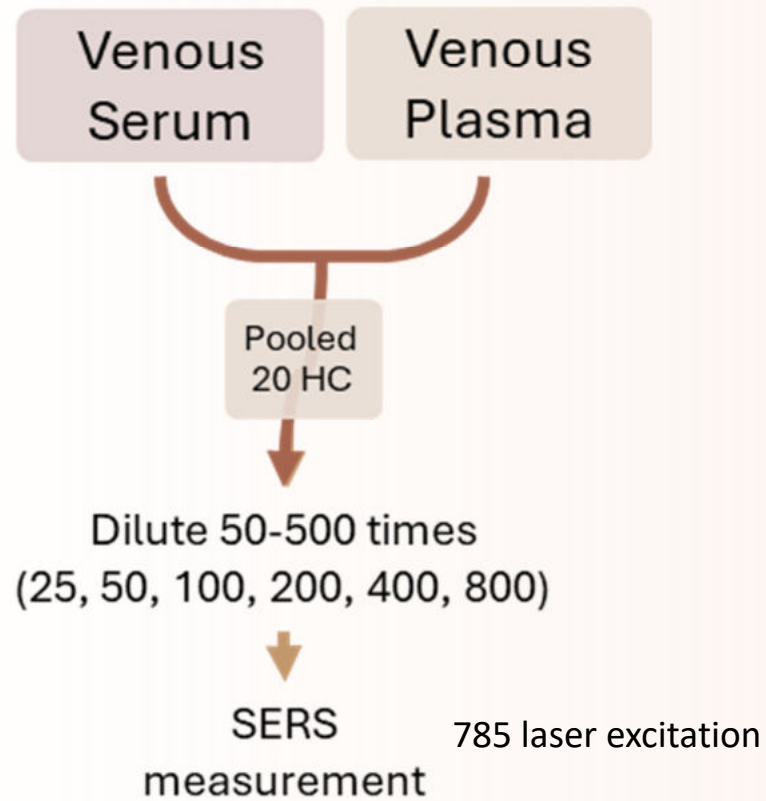 Venous
Serum
Venous
Plasma
Pooled
20 HC
Dilute 50-500 times
(25, 50, 100, 200, 400, 800)
SERS
measurement
785 laser excitation